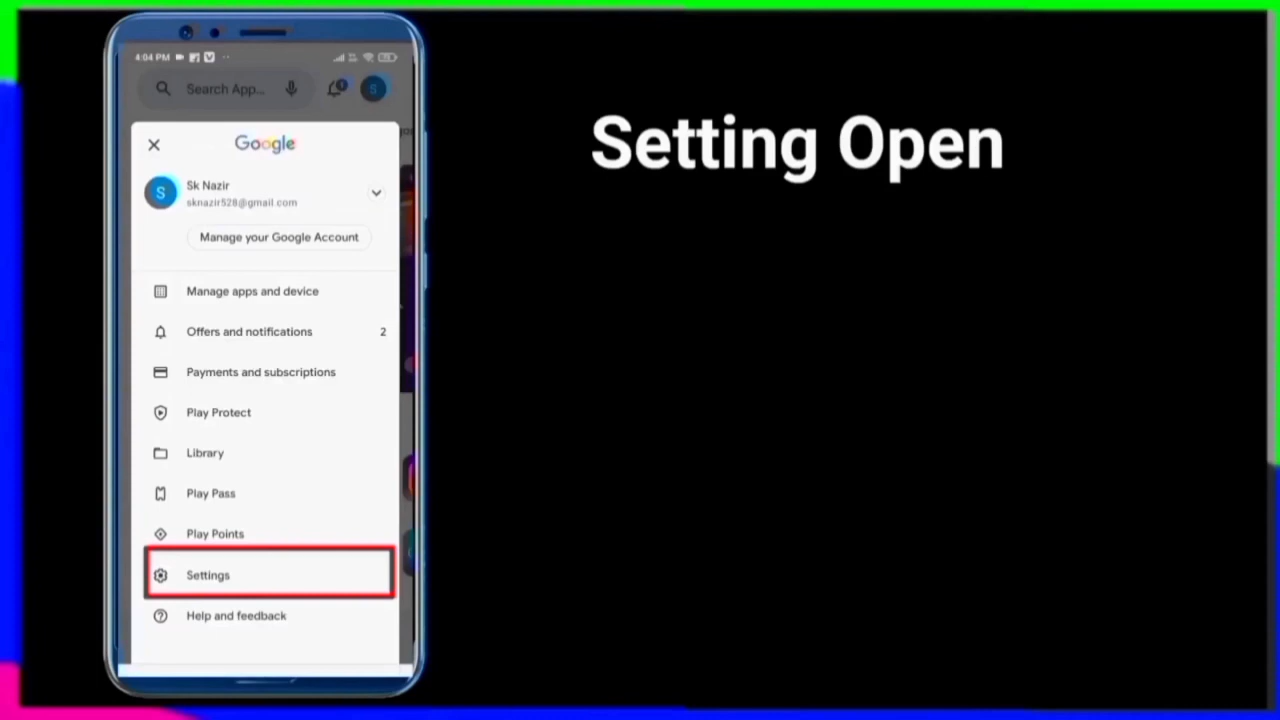 4:04 PM
Search App...
Google
Sk Nazir
sknazir528@gmail.com
Manage your Google Account
Manage apps and device
Offers and notifications 2
Payments and subscriptions
Play Protect
Library
Play Pass
Play Points
Settings
Help and feedback
Setting Open